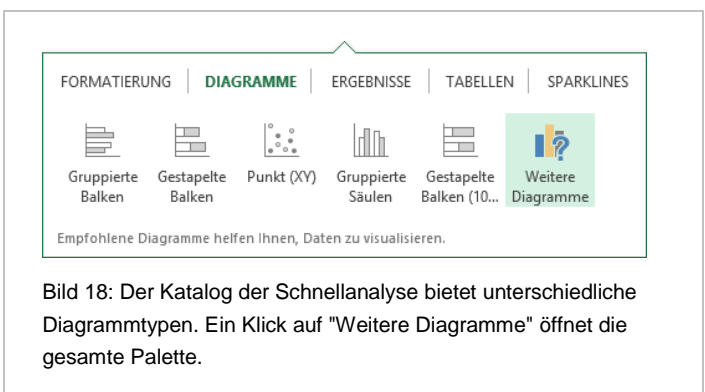 FORMATIERUNG DIAGRAMME ERGEBNISSE TABELLEN SPARKLINES
Gruppierte Gestapelte Punkt (XY) Gruppierte Gestapelte Weitere
Balken Balken Säulen Balken (10... Diagramme
Empfohlene Diagramme helfen Ihnen, Daten zu visualisieren.
Bild 18: Der Katalog der Schnellanalyse bietet unterschiedliche
Diagrammtypen. Ein Klick auf "Weitere Diagramme" öffnet die
gesamte Palette.